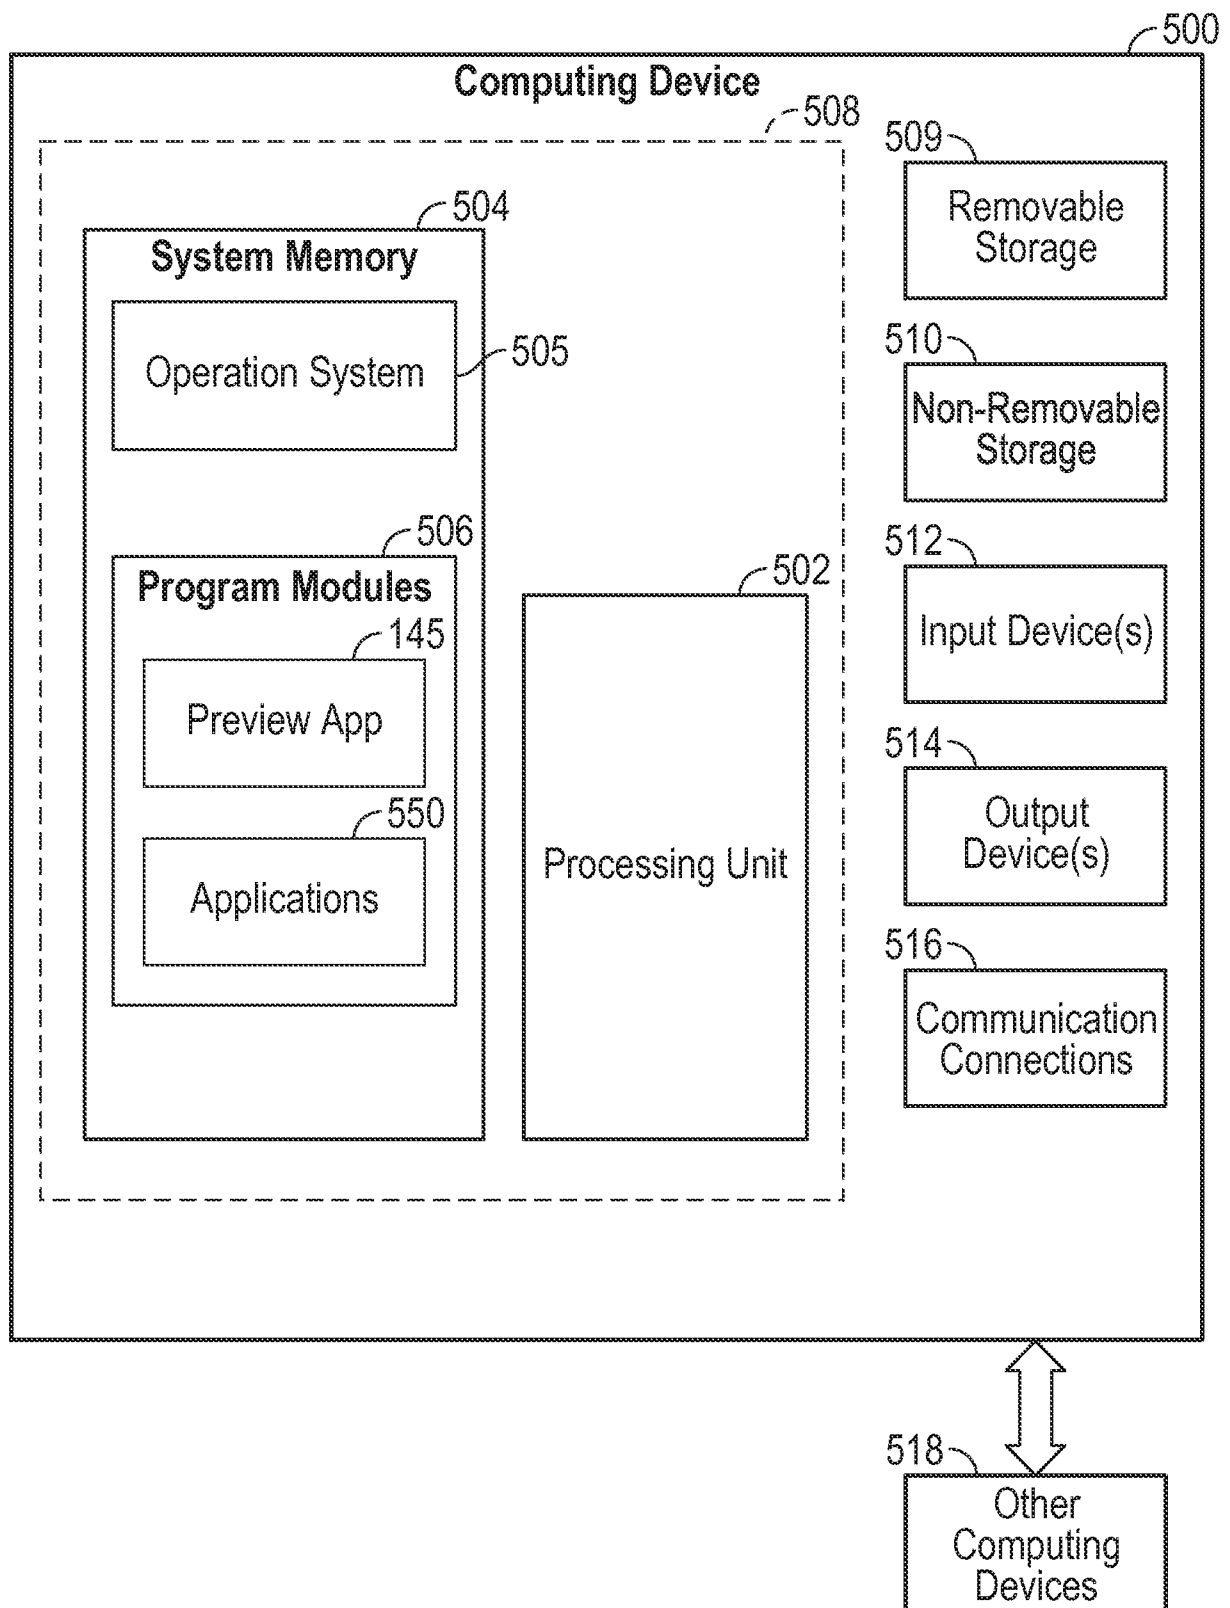 500
Computing Device
508
504
System Memory
Operation System
505
506
Program Modules
145
Preview App
550
Applications
502
Processing Unit
509
Removable
Storage
510
Non-Removable
Storage
512
Input Device(s)
514
Output
Device(s)
516
Communication
Connections
518
Other
Computing
Devices